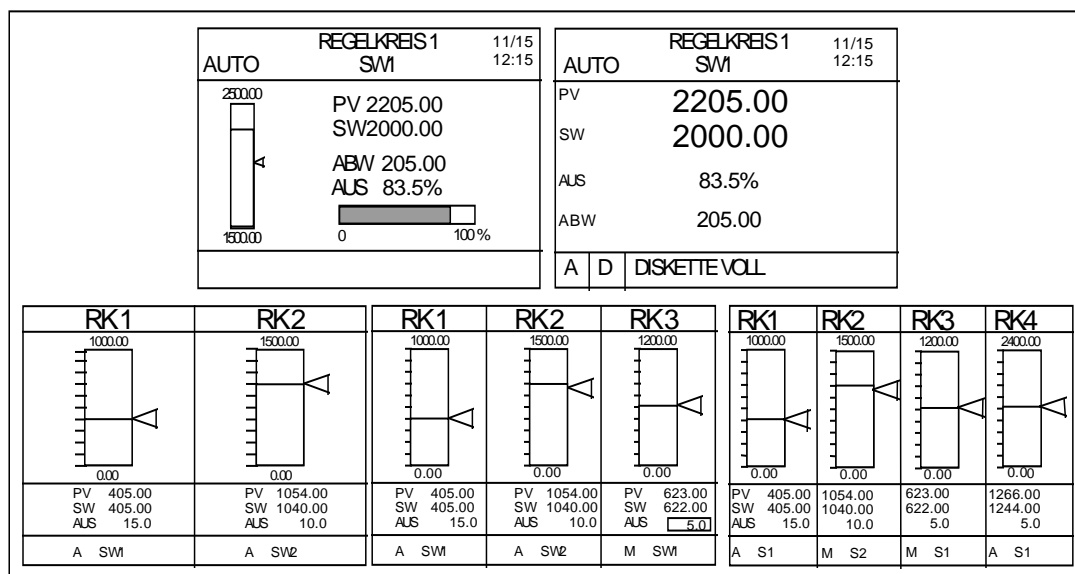 REGELKREIS 1 11/15
AUTO SW1 12:15
2500.00
PV 2205.00
SW2000.00
ABW 205.00
AUS 83.5%
1500.00 0 100 %
REGELKREIS 1 11/15
AUTO SW1 12:15
PV 2205.00
SW 2000.00
AUS 83.5%
ABW 205.00
A D DISKETTE VOLL
RK1 RK2
1000.00 1500.00
0.00 0.00
PV 405.00 PV 1054.00
SW 405.00 SW 1040.00
AUS 15.0 AUS 10.0
A SW1 A SW2
RK1 RK2 RK3
1000.00 1500.00 1200.00
0.00 0.00 0.00
PV 405.00 PV 1054.00 PV 623.00
SW 405.00 SW 1040.00 SW 622.00
AUS 15.0 AUS 10.0 AUS 5.0
A SW1 A SW2 M SW1
RK1 RK2 RK3 RK4
1000.00 1500.00 1200.00 2400.00
0.00 0.00 0.00 0.00
PV 405.00 1054.00 623.00 1266.00
SW 405.00 1040.00 622.00 1244.00
AUS 15.0 10.0 5.0 5.0
A S1 M S2 M S1 A S1